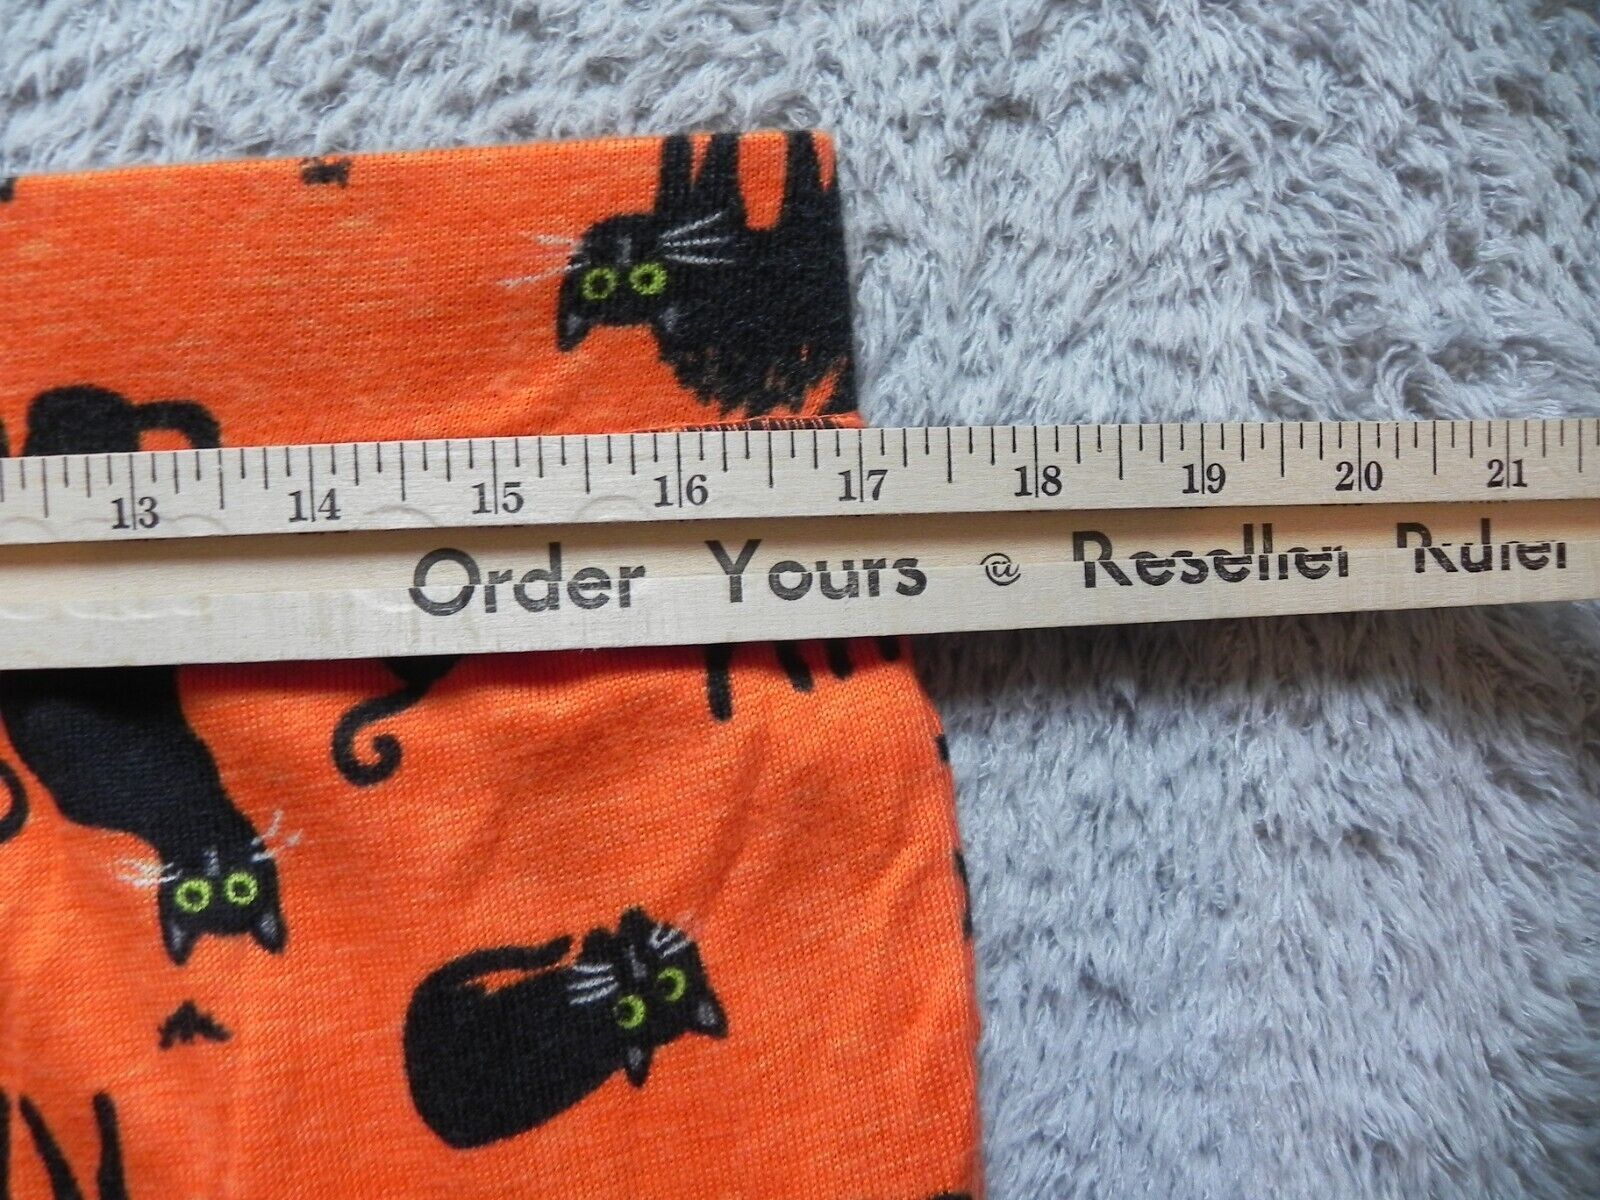 13 14 15 16 17 18 19 20 21
Order Yours @ Reseller Ruler